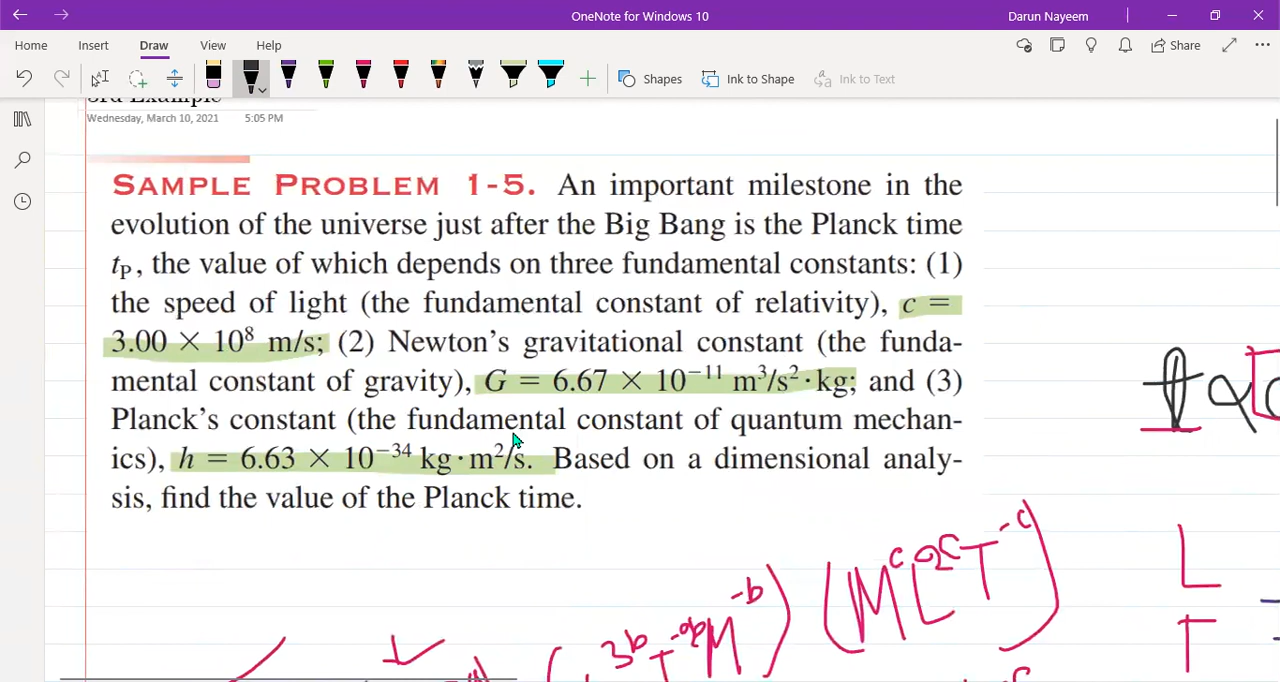 OneNote for Windows 10
Darun Nayeem
Home Insert Draw View Help
Share
Shapes Ink to Shape Ink to Text
3rd Example
Wednesday, March 10, 2021 5:05 PM
SAMPLE PROBLEM 1-5. An important milestone in the
evolution of the universe just after the Big Bang is the Planck time
tP, the value of which depends on three fundamental constants: (1)
the speed of light (the fundamental constant of relativity), c =
3.00 × 10⁸ m/s; (2) Newton's gravitational constant (the funda-
mental constant of gravity), G = 6.67 × 10⁻¹¹ m³/s²·kg; and (3)
Planck's constant (the fundamental constant of quantum mechan-
ics), h = 6.63 × 10⁻³⁴ kg·m²/s. Based on a dimensional analy-
sis, find the value of the Planck time.
t α
L
T
(M^c L^2c T^-c)
3b T^-2b M^-b)